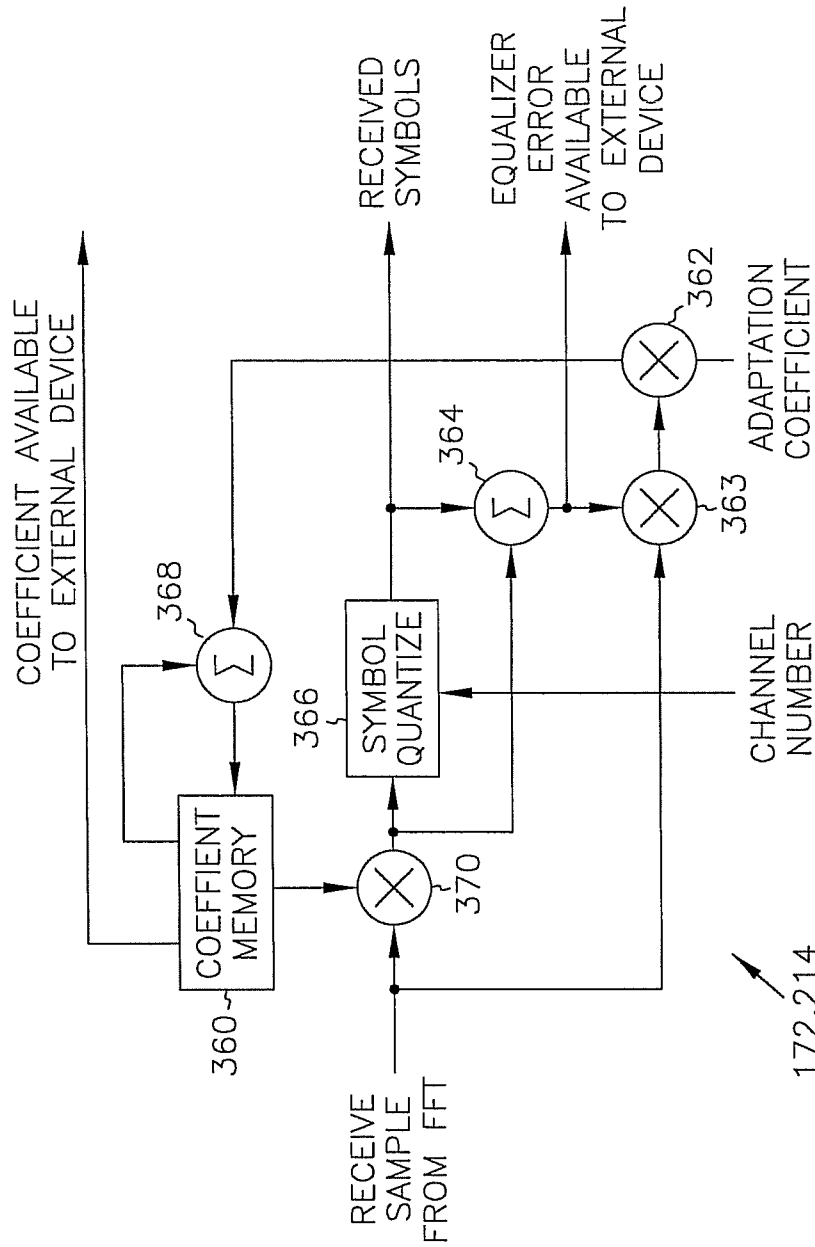 COEFFICIENT AVAILABLE
TO EXTERNAL DEVICE
360
COEFFIENT
MEMORY
368
RECEIVE
SAMPLE
FROM FFT
370
366
SYMBOL
QUANTIZE
RECEIVED
SYMBOLS
364
EQUALIZER
ERROR
AVAILABLE
TO EXTERNAL
DEVICE
363
362
CHANNEL
NUMBER
ADAPTATION
COEFFICIENT
172,214
Σ
Σ